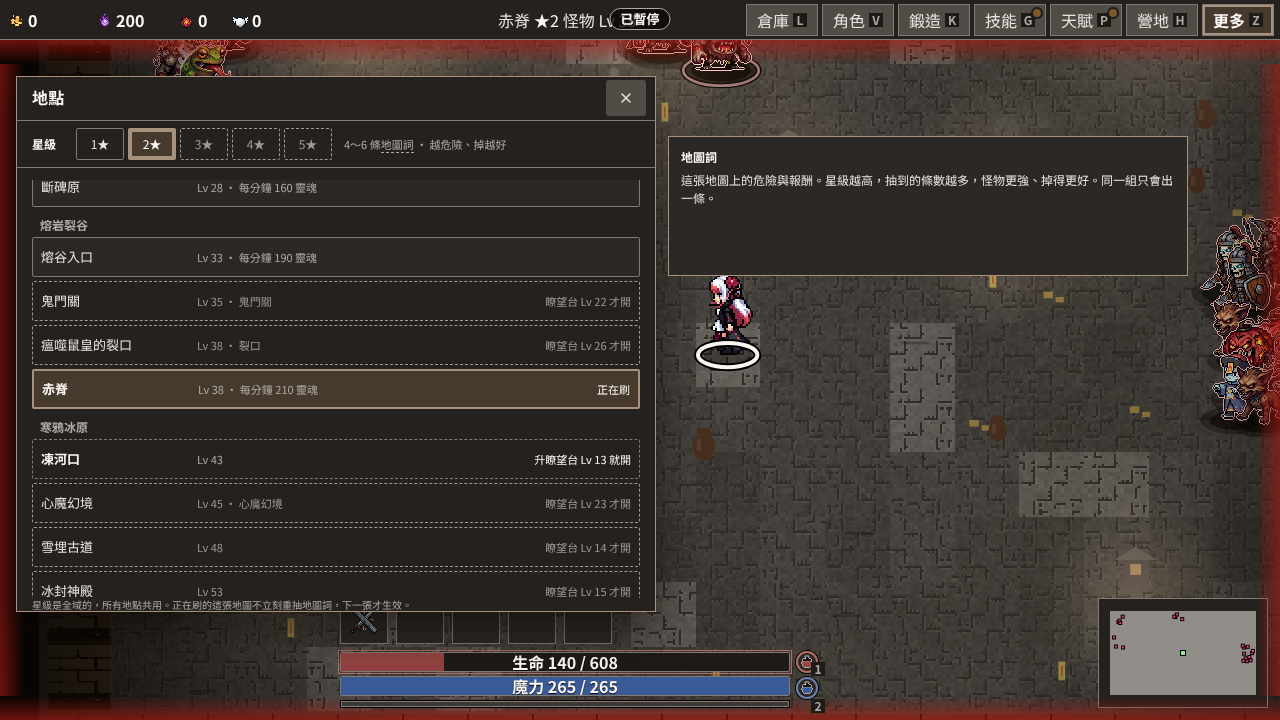 0
200
0
0
赤脊 ★2 怪物 Lv
已暫停
倉庫 L
角色 V
鍛造 K
技能 G
天賦 P
營地 H
更多 Z
地點
×
星級
1★
2★
3★
4★
5★
4～6 條地圖詞 · 越危險、掉越好
斷碑原
Lv 28 · 每分鐘 160 靈魂
熔岩裂谷
熔谷入口
Lv 33 · 每分鐘 190 靈魂
鬼門關
Lv 35 · 鬼門關
瞭望台 Lv 22 才開
瘟噬鼠皇的裂口
Lv 38 · 裂口
瞭望台 Lv 26 才開
赤脊
Lv 38 · 每分鐘 210 靈魂
正在刷
寒鴉冰原
凍河口
Lv 43
升瞭望台 Lv 13 就開
心魔幻境
Lv 45 · 心魔幻境
瞭望台 Lv 23 才開
雪埋古道
Lv 48
瞭望台 Lv 14 才開
冰封神殿
Lv 53
瞭望台 Lv 15 才開
星級是全域的，所有地點共用。正在刷的這張地圖不立刻重抽地圖詞，下一張才生效。
地圖詞
這張地圖上的危險與報酬。星級越高，抽到的條數越多，怪物更強、掉得更好。同一組只會出
一條。
生命 140 / 608
1
魔力 265 / 265
2